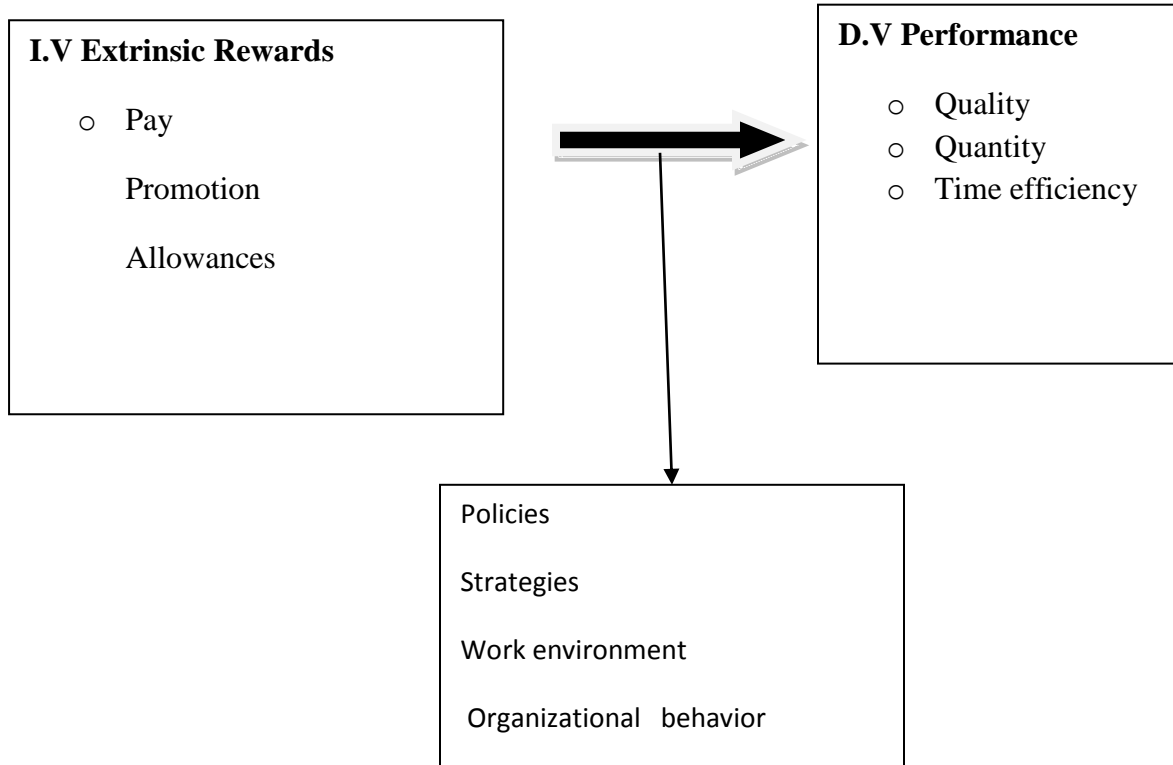 I.V Extrinsic Rewards
o Pay
Promotion
Allowances
D.V Performance
o Quality
o Quantity
o Time efficiency
Policies
Strategies
Work environment
Organizational behavior